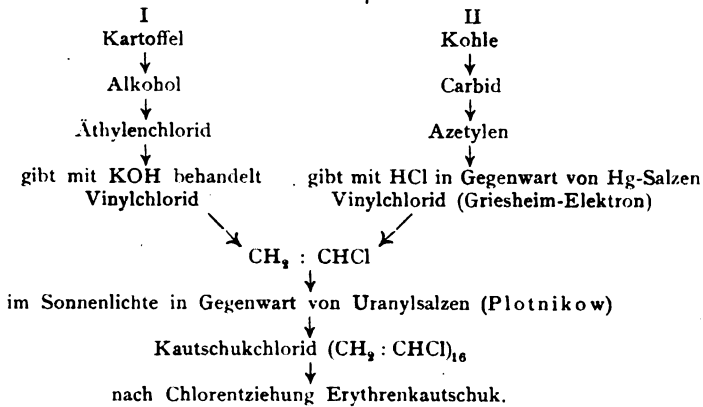 I
Kartoffel
Alkohol
Äthylenchlorid
gibt mit KOH behandelt
Vinylchlorid
II
Kohle
Carbid
Azetylen
gibt mit HCl in Gegenwart von Hg-Salzen
Vinylchlorid (Griesheim-Elektron)
CH₂ : CHCl
im Sonnenlichte in Gegenwart von Uranylsalzen (Plotnikow)
Kautschukchlorid (CH₂ : CHCl)₁₆
nach Chlorentziehung Erythrenkautschuk.